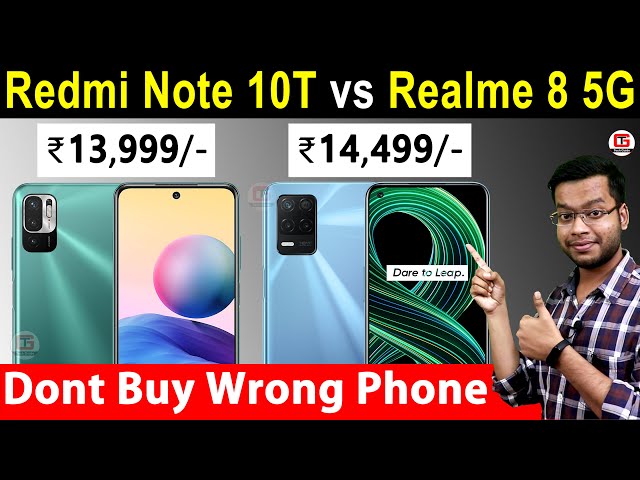 Redmi Note 10T vs Realme 8 5G
₹13,999/- ₹14,499/-
Dare to Leap.
Dont Buy Wrong Phone